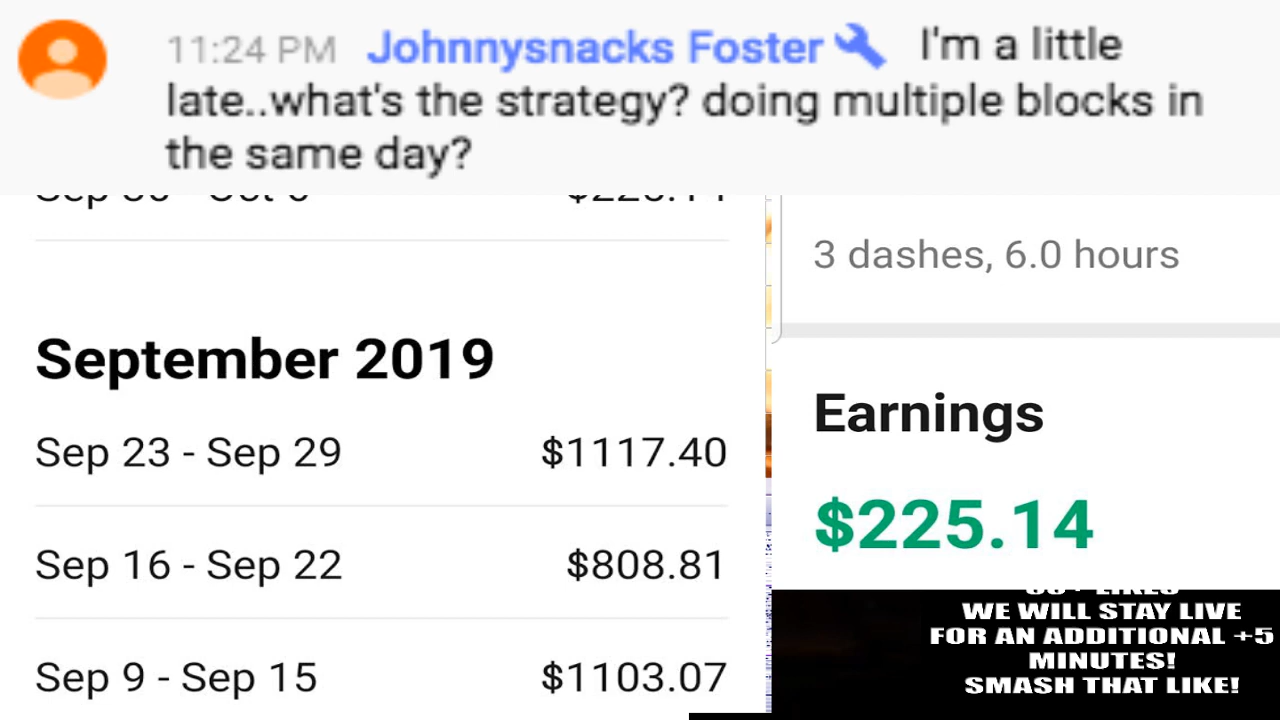 11:24 PM Johnnysnacks Foster I'm a little
late..what's the strategy? doing multiple blocks in
the same day?
3 dashes, 6.0 hours
September 2019
Sep 23 - Sep 29 $1117.40
Sep 16 - Sep 22 $808.81
Sep 9 - Sep 15 $1103.07
Earnings
$225.14
WE WILL STAY LIVE
FOR AN ADDITIONAL +5
MINUTES!
SMASH THAT LIKE!